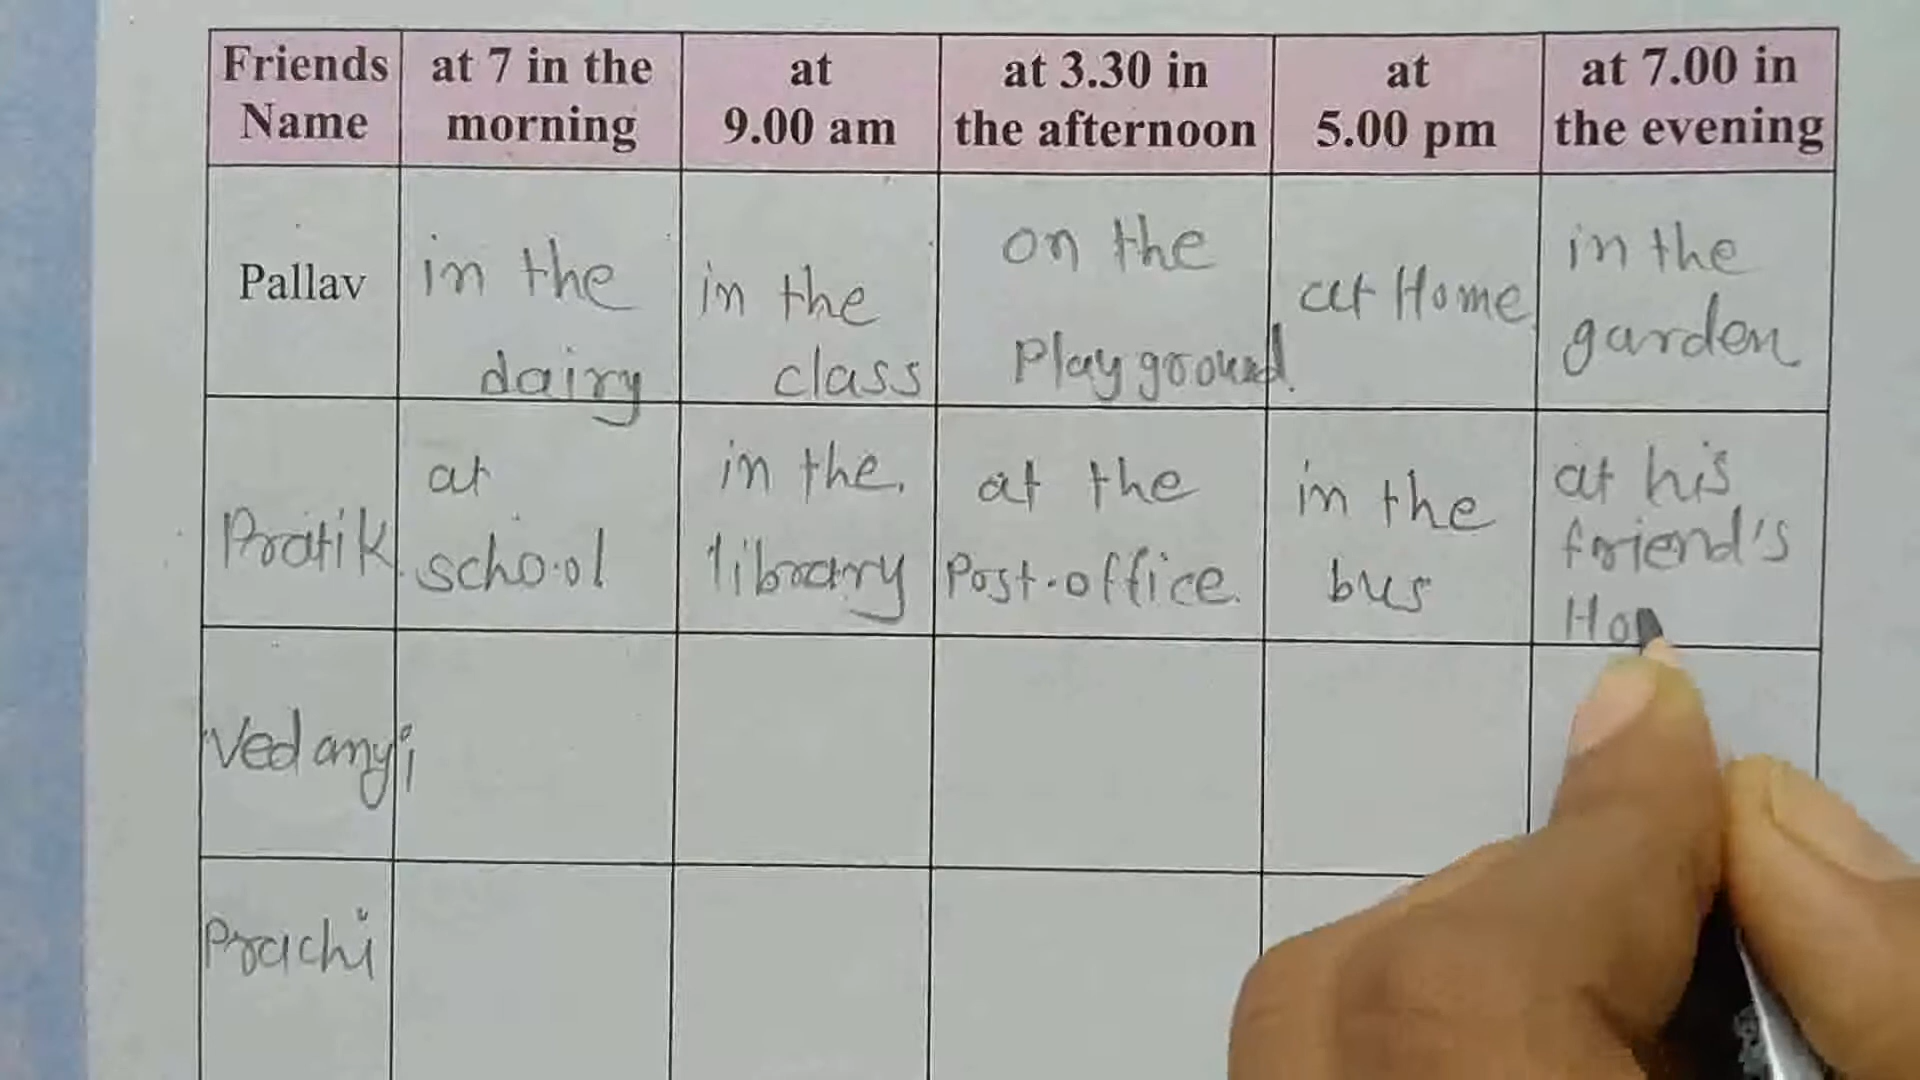 Friends Name
at 7 in the morning
at 9.00 am
at 3.30 in the afternoon
at 5.00 pm
at 7.00 in the evening
Pallav
in the dairy
in the class
on the Play ground.
at Home
in the garden
Pratik.
at school
in the. library
at the Post-office.
in the bus
at his friend's Hom
Vedangi
Prachi